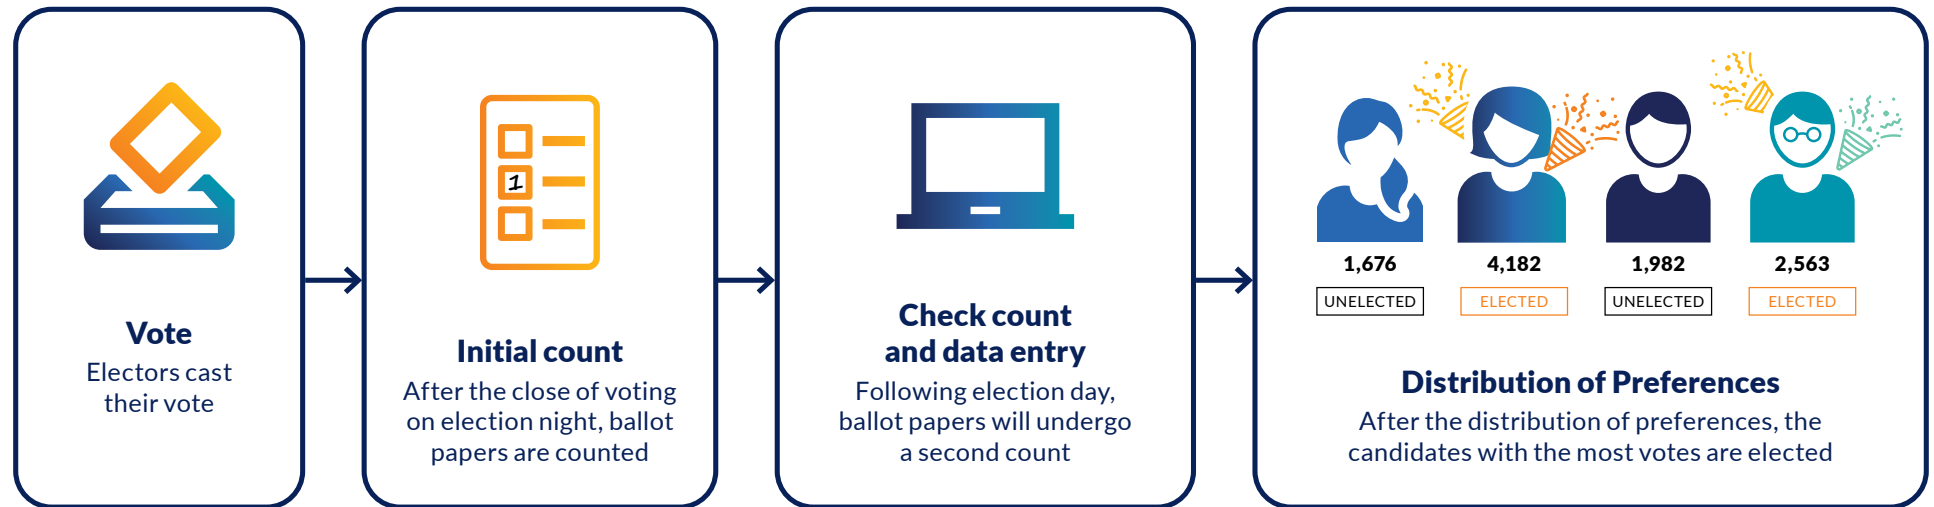 Vote
Electors cast
their vote
1
Initial count
After the close of voting
on election night, ballot
papers are counted
Check count
and data entry
Following election day,
ballot papers will undergo
a second count
1,676 4,182 1,982 2,563
UNELECTED ELECTED UNELECTED ELECTED
Distribution of Preferences
After the distribution of preferences, the
candidates with the most votes are elected